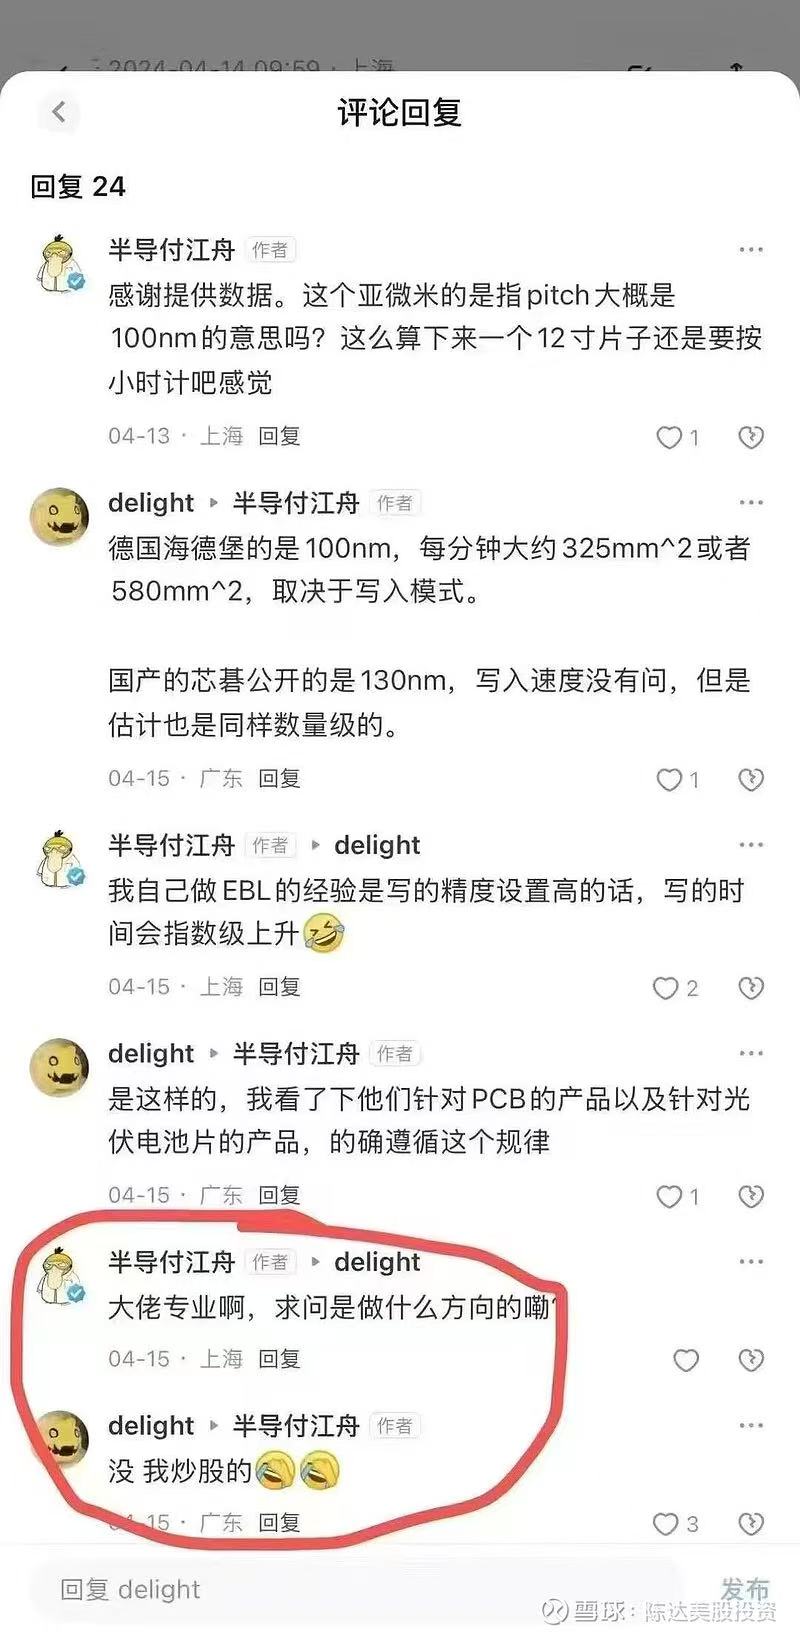 2024-04-14 09:59 · 上海
评论回复
回复 24
半导付江舟 作者
感谢提供数据。这个亚微米的是指pitch大概是
100nm的意思吗？这么算下来一个12寸片子还是要按
小时计吧感觉
04-13 · 上海 回复
1
delight ▸ 半导付江舟 作者
德国海德堡的是100nm，每分钟大约325mm^2或者
580mm^2，取决于写入模式。
国产的芯碁公开的是130nm，写入速度没有问，但是
估计也是同样数量级的。
04-15 · 广东 回复
1
半导付江舟 作者 ▸ delight
我自己做EBL的经验是写的精度设置高的话，写的时
间会指数级上升🤣
04-15 · 上海 回复
2
delight ▸ 半导付江舟 作者
是这样的，我看了下他们针对PCB的产品以及针对光
伏电池片的产品，的确遵循这个规律
04-15 · 广东 回复
1
半导付江舟 作者 ▸ delight
大佬专业啊，求问是做什么方向的嘞？
04-15 · 上海 回复
delight ▸ 半导付江舟 作者
没 我炒股的
04-15 · 广东 回复
3
回复 delight
发布
雪球：陈达美股投资